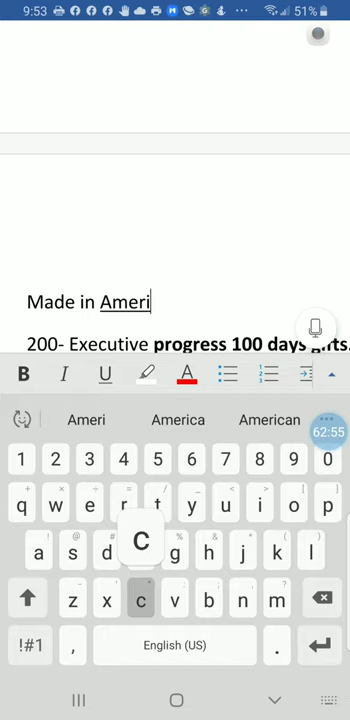 9:53 51%
Made in Ameri
200- Executive progress 100 days gifts.
B I U A
Ameri America American
62:55
1 2 3 4 5 6 7 8 9 0
q w e r t y u i o p
a s d C g h j k l
z x c v b n m
!#1 , English (US) .